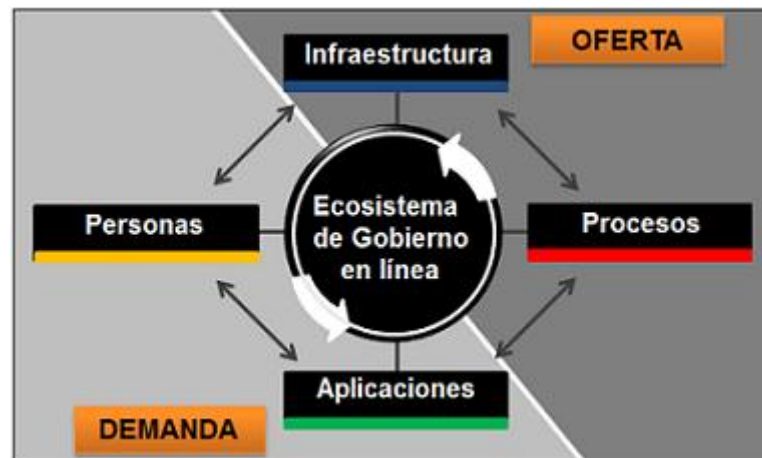 Infraestructura
OFERTA
Personas
Ecosistema
de Gobierno
en línea
Procesos
Aplicaciones
DEMANDA